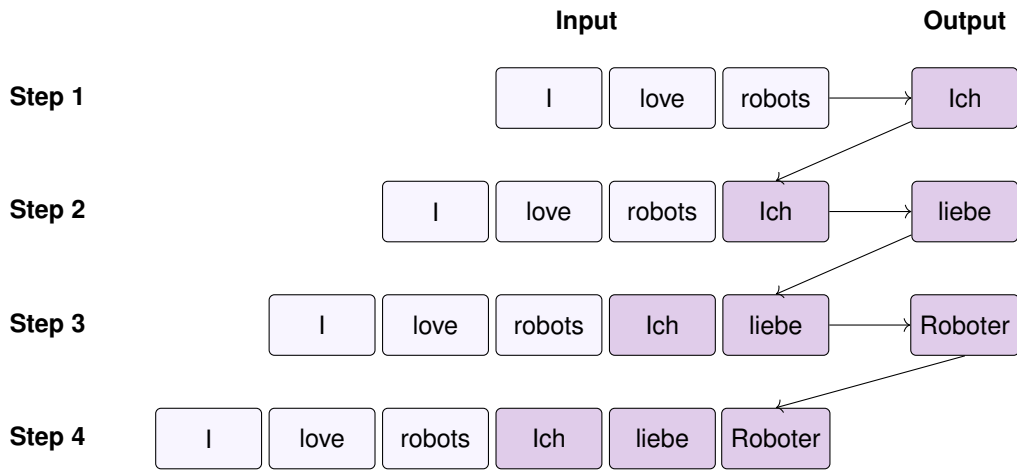 Input Output
Step 1 I love robots Ich
Step 2 I love robots Ich liebe
Step 3 I love robots Ich liebe Roboter
Step 4 I love robots Ich liebe Roboter